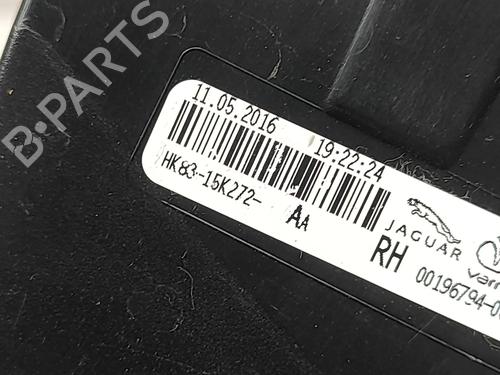 B-PARTS
11.05.2016 19:22:24
HK83-15K272- AA
JAGUAR
RH 00196794-0